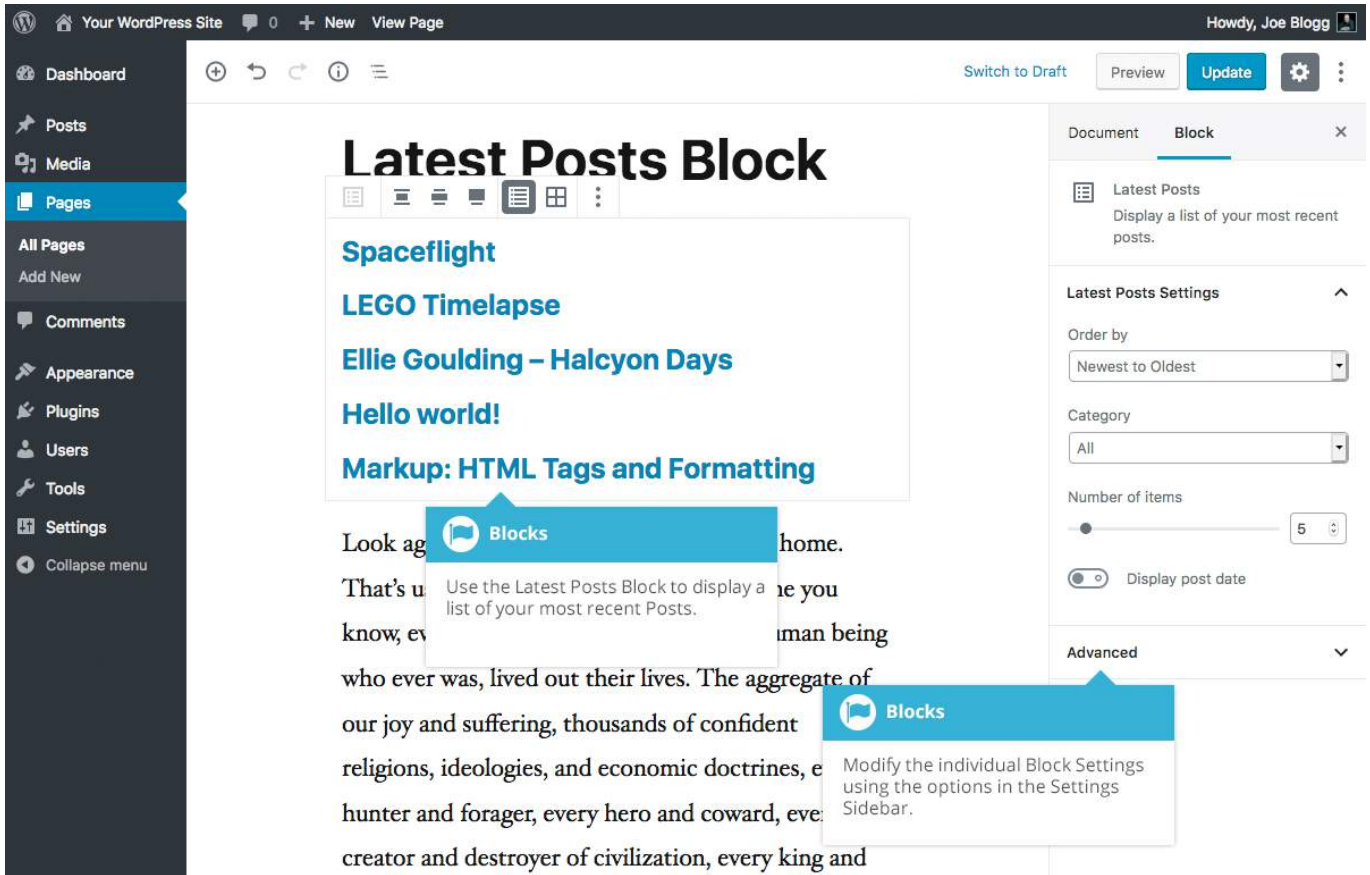 Your WordPress Site 0 New View Page Howdy, Joe Blogg
Dashboard
Posts
Media
Pages
All Pages
Add New
Comments
Appearance
Plugins
Users
Tools
Settings
Collapse menu
Switch to Draft Preview Update
Latest Posts Block
Spaceflight
LEGO Timelapse
Ellie Goulding – Halcyon Days
Hello world!
Markup: HTML Tags and Formatting
Blocks
Use the Latest Posts Block to display a
list of your most recent Posts.
Look home.
That's you
know, being
who ever was, lived out their lives. The aggregate of
our joy and suffering, thousands of confident
religions, ideologies, and economic doctrines,
hunter and forager, every hero and coward,
creator and destroyer of civilization, every king and
Document Block
Latest Posts
Display a list of your most recent
posts.
Latest Posts Settings
Order by
Newest to Oldest
Category
All
Number of items
5
Display post date
Advanced
Blocks
Modify the individual Block Settings
using the options in the Settings
Sidebar.